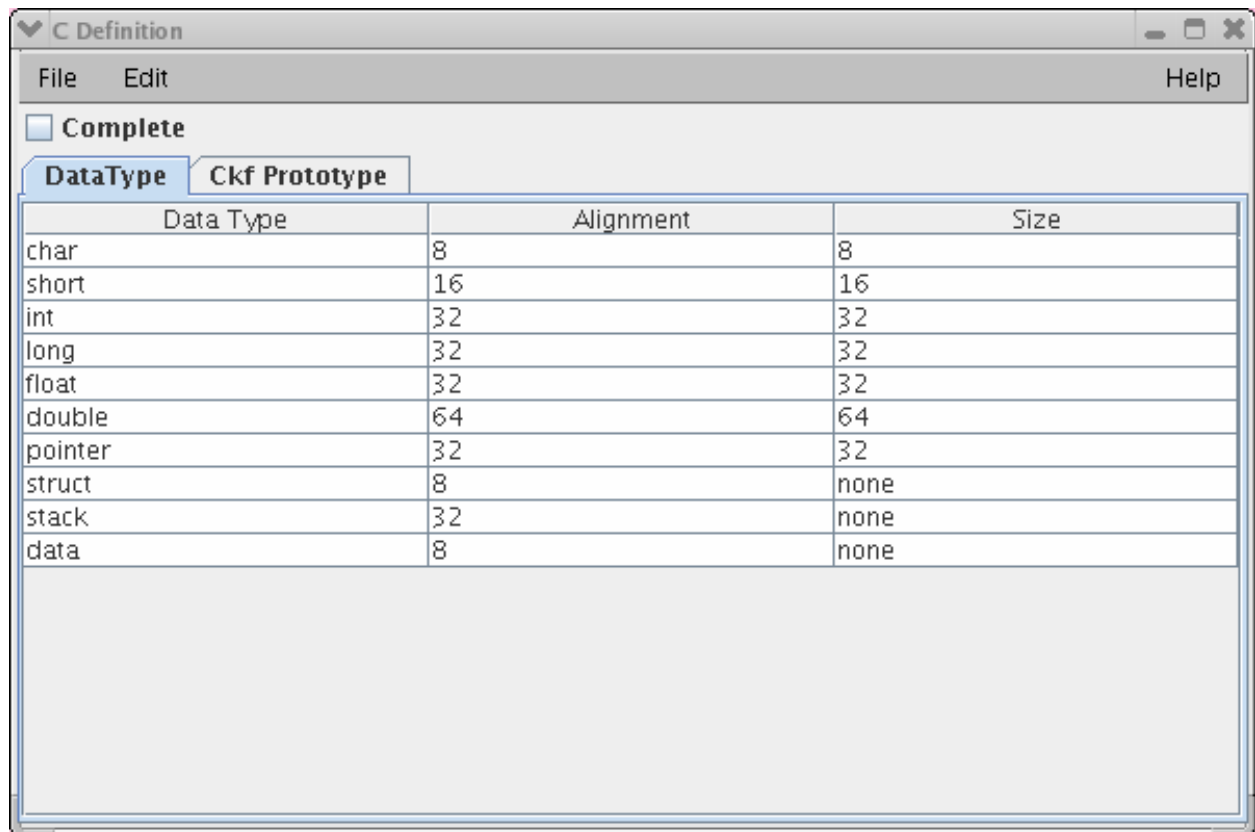 C Definition
File Edit Help
Complete
DataType Ckf Prototype
Data Type Alignment Size
char 8 8
short 16 16
int 32 32
long 32 32
float 32 32
double 64 64
pointer 32 32
struct 8 none
stack 32 none
data 8 none